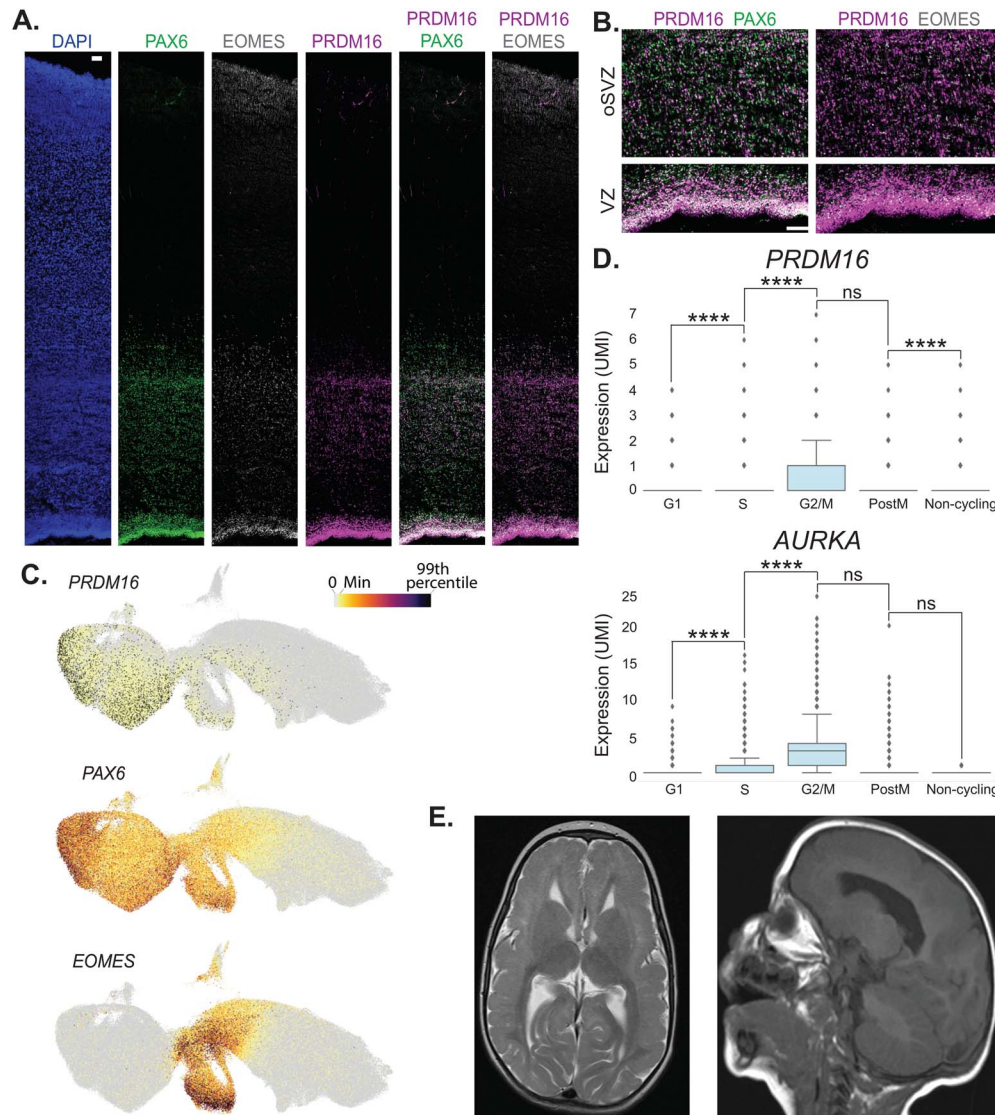 A.
PRDM16 PRDM16
DAPI PAX6 EOMES PRDM16 PAX6 EOMES
B.
PRDM16 PAX6 PRDM16 EOMES
oSVZ
VZ
C.
PRDM16
0 Min 99th percentile
PAX6
EOMES
D.
PRDM16
Expression (UMI)
7
6
5
4
3
2
1
0
**** **** ns ****
G1 S G2/M PostM Non-cycling
AURKA
Expression (UMI)
25
20
15
10
5
0
**** **** ns ns
G1 S G2/M PostM Non-cycling
E.